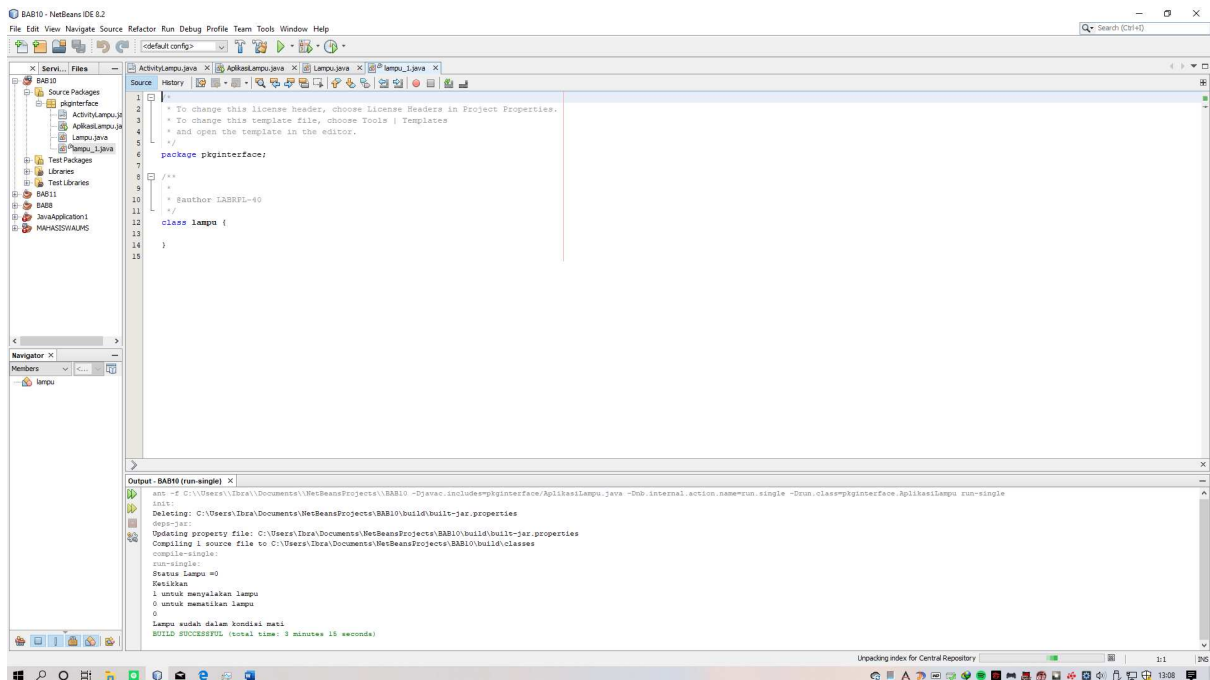 BAB10 - NetBeans IDE 8.2
File Edit View Navigate Source Refactor Run Debug Profile Team Tools Window Help
Search (Ctrl+I)
<default config>
Servi... Files
ActivityLampu.java AplikasiLampu.java Lampu.java lampu_1.java
BAB10
Source Packages
pkginterface
ActivityLampu.ja
AplikasiLampu.ja
Lampu.java
lampu_1.java
Test Packages
Libraries
Test Libraries
BAB11
BAB8
JavaApplication1
MAHASISWAUMS
Source History
1 /*
2 * To change this license header, choose License Headers in Project Properties.
3 * To change this template file, choose Tools | Templates
4 * and open the template in the editor.
5 */
6 package pkginterface;
7
8 /**
9 *
10 * @author LABRPL-40
11 */
12 class lampu {
13
14 }
15
Navigator
Members <...
lampu
Output - BAB10 (run-single)
ant -f C:\\Users\\Ibra\\Documents\\NetBeansProjects\\BAB10 -Djavac.includes=pkginterface/AplikasiLampu.java -Dnb.internal.action.name=run.single -Drun.class=pkginterface.AplikasiLampu run-single
init:
Deleting: C:\Users\Ibra\Documents\NetBeansProjects\BAB10\build\built-jar.properties
deps-jar:
Updating property file: C:\Users\Ibra\Documents\NetBeansProjects\BAB10\build\built-jar.properties
Compiling 1 source file to C:\Users\Ibra\Documents\NetBeansProjects\BAB10\build\classes
compile-single:
run-single:
Status Lampu =0
Ketikkan
1 untuk menyalakan lampu
0 untuk mematikan lampu
0
Lampu sudah dalam kondisi mati
BUILD SUCCESSFUL (total time: 3 minutes 15 seconds)
Unpacking index for Central Repository
1:1 INS
13:08